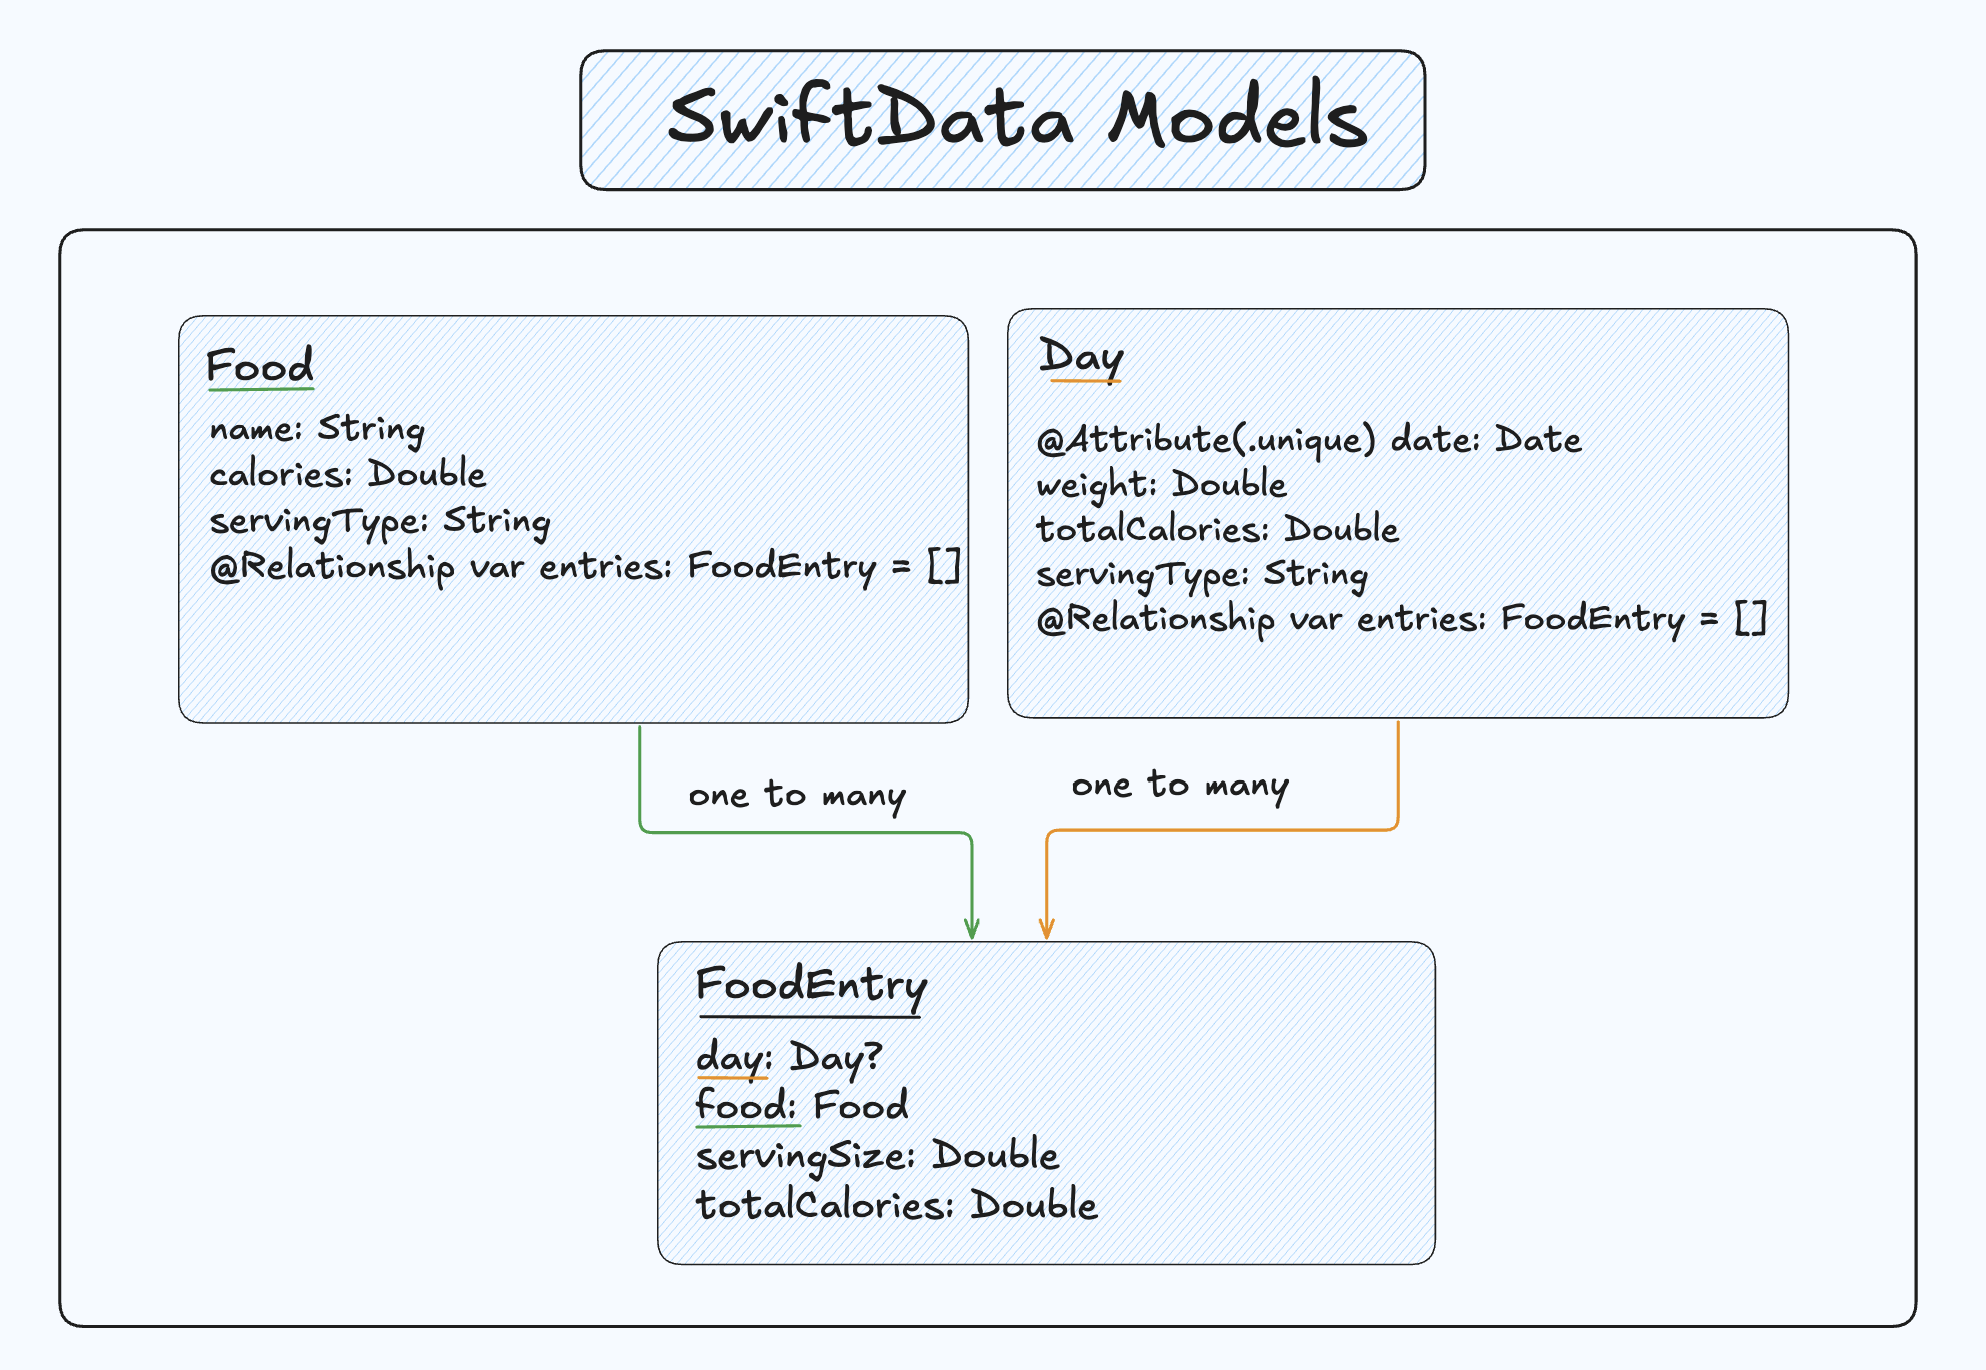 SwiftData Models
Food
name: String
calories: Double
servingType: String
@Relationship var entries: FoodEntry = []
Day
@Attribute(.unique) date: Date
weight: Double
totalCalories: Double
servingType: String
@Relationship var entries: FoodEntry = []
one to many
one to many
FoodEntry
day: Day?
food: Food
servingSize: Double
totalCalories: Double